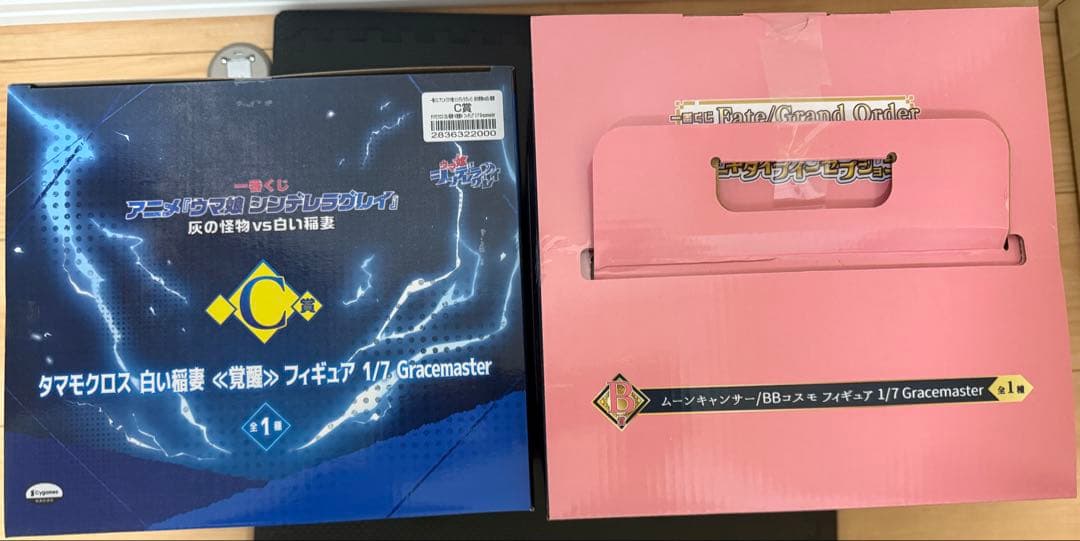 C賞
2836322000
一番くじ
アニメ『ウマ娘 シンデレラグレイ』
灰の怪物vs白い稲妻
C賞
タマモクロス 白い稲妻 ≪覚醒≫ フィギュア 1/7 Gracemaster
全1種
Cygames
一番くじ Fate/Grand Order
B賞
ムーンキャンサー/BBコスモ フィギュア 1/7 Gracemaster
全1種